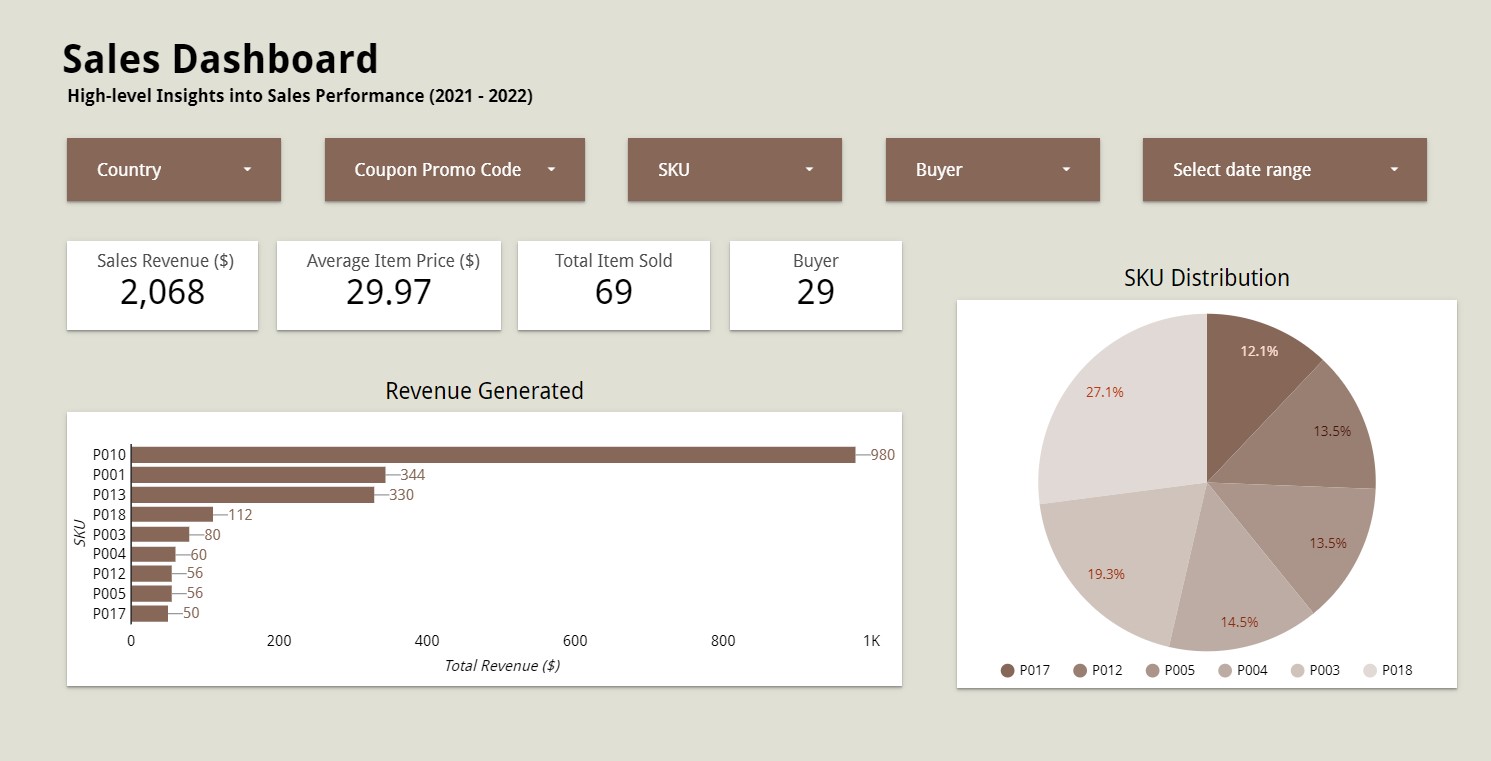 Sales Dashboard
High-level Insights into Sales Performance (2021 - 2022)
Country
Coupon Promo Code
SKU
Buyer
Select date range
Sales Revenue ($)
2,068
Average Item Price ($)
29.97
Total Item Sold
69
Buyer
29
Revenue Generated
SKU
P010
980
P001
344
P013
330
P018
112
P003
80
P004
60
P012
56
P005
56
P017
50
0 200 400 600 800 1K
Total Revenue ($)
SKU Distribution
12.1%
13.5%
13.5%
14.5%
19.3%
27.1%
P017 P012 P005 P004 P003 P018